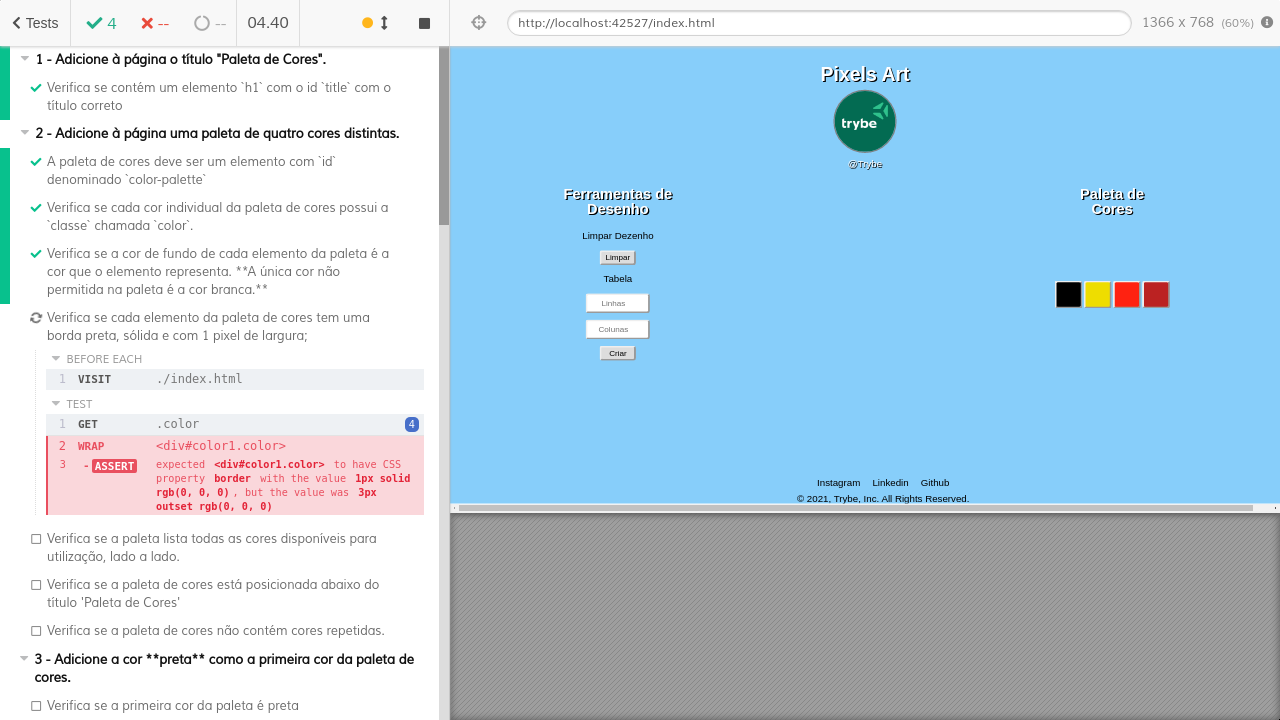 Tests
4
--
--
04.40
http://localhost:42527/index.html
1366 x 768 (60%)
1 - Adicione à página o título "Paleta de Cores".
Verifica se contém um elemento `h1` com o id `title` com o
título correto
2 - Adicione à página uma paleta de quatro cores distintas.
A paleta de cores deve ser um elemento com `id`
denominado `color-palette`
Verifica se cada cor individual da paleta de cores possui a
`classe` chamada `color`.
Verifica se a cor de fundo de cada elemento da paleta é a
cor que o elemento representa. **A única cor não
permitida na paleta é a cor branca.**
Verifica se cada elemento da paleta de cores tem uma
borda preta, sólida e com 1 pixel de largura;
BEFORE EACH
1 VISIT ./index.html
TEST
1 GET .color 4
2 WRAP <div#color1.color>
3 - ASSERT expected <div#color1.color> to have CSS
property border with the value 1px solid
rgb(0, 0, 0) , but the value was 3px
outset rgb(0, 0, 0)
Verifica se a paleta lista todas as cores disponíveis para
utilização, lado a lado.
Verifica se a paleta de cores está posicionada abaixo do
título 'Paleta de Cores'
Verifica se a paleta de cores não contém cores repetidas.
3 - Adicione a cor **preta** como a primeira cor da paleta de
cores.
Verifica se a primeira cor da paleta é preta
Pixels Art
trybe
@Trybe
Ferramentas de
Desenho
Limpar Dezenho
Limpar
Tabela
Linhas
Colunas
Criar
Paleta de
Cores
Instagram Linkedin Github
© 2021, Trybe, Inc. All Rights Reserved.